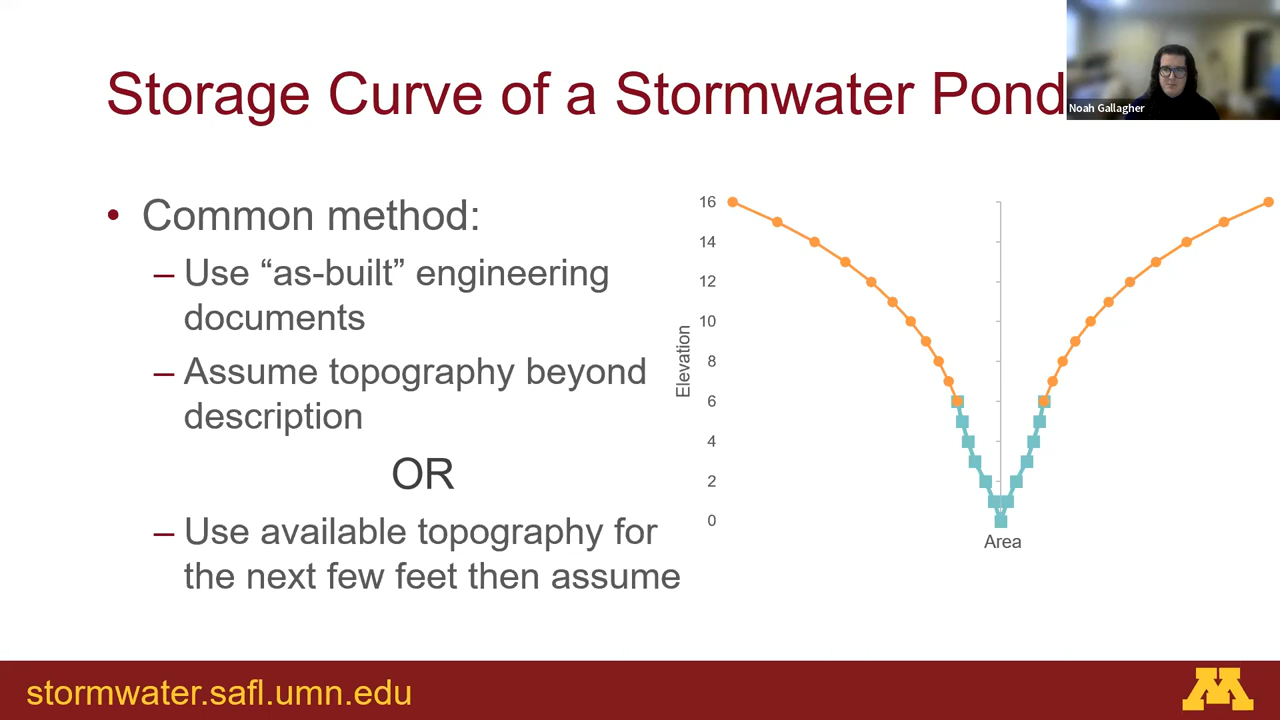 Storage Curve of a Stormwater Pond
Noah Gallagher
• Common method:
– Use “as-built” engineering
documents
– Assume topography beyond
description
OR
– Use available topography for
the next few feet then assume
Elevation
16
14
12
10
8
6
4
2
0
Area
stormwater.safl.umn.edu
M